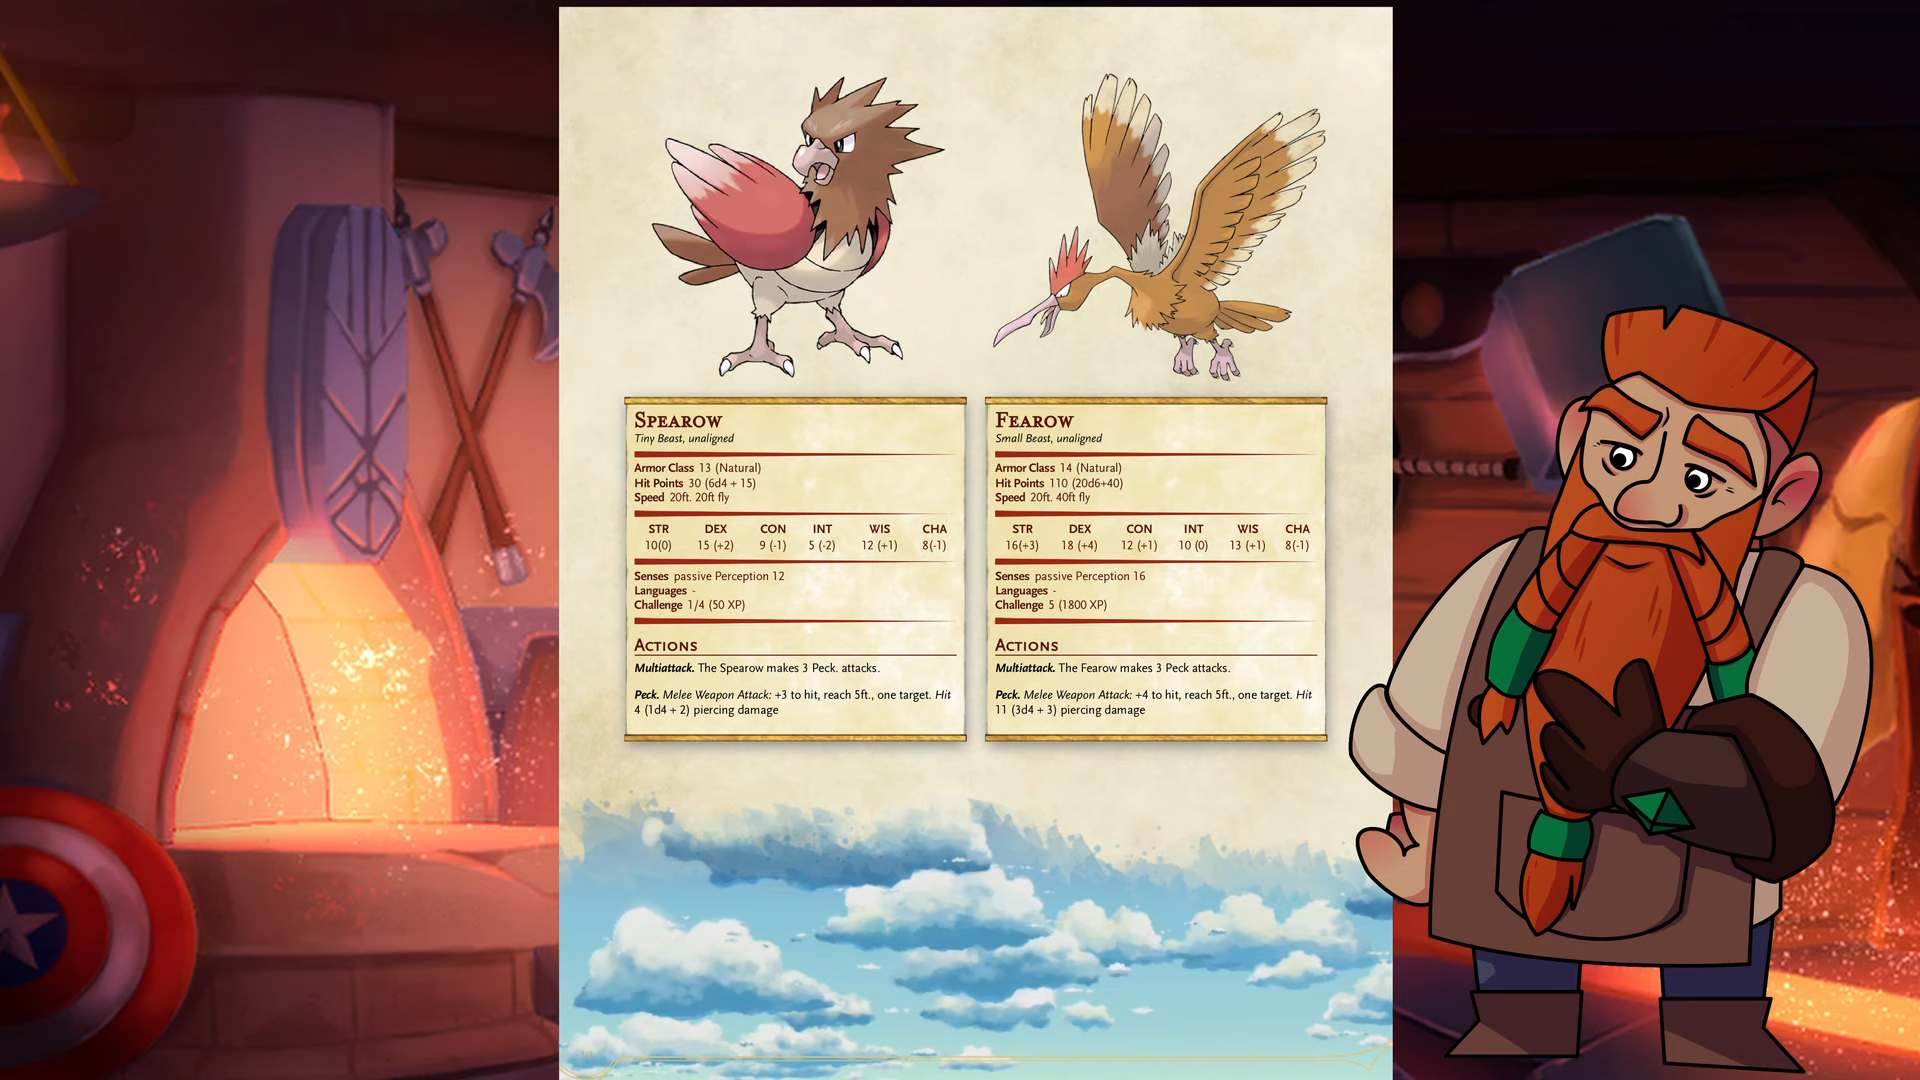 Spearow
Tiny Beast, unaligned
Armor Class 13 (Natural)
Hit Points 30 (6d4 + 15)
Speed 20ft. 20ft fly
STR DEX CON INT WIS CHA
10(0) 15 (+2) 9 (-1) 5 (-2) 12 (+1) 8(-1)
Senses passive Perception 12
Languages -
Challenge 1/4 (50 XP)
Actions
Multiattack. The Spearow makes 3 Peck. attacks.
Peck. Melee Weapon Attack: +3 to hit, reach 5ft., one target. Hit
4 (1d4 + 2) piercing damage
Fearow
Small Beast, unaligned
Armor Class 14 (Natural)
Hit Points 110 (20d6+40)
Speed 20ft. 40ft fly
STR DEX CON INT WIS CHA
16(+3) 18 (+4) 12 (+1) 10 (0) 13 (+1) 8(-1)
Senses passive Perception 16
Languages -
Challenge 5 (1800 XP)
Actions
Multiattack. The Fearow makes 3 Peck attacks.
Peck. Melee Weapon Attack: +4 to hit, reach 5ft., one target. Hit
11 (3d4 + 3) piercing damage